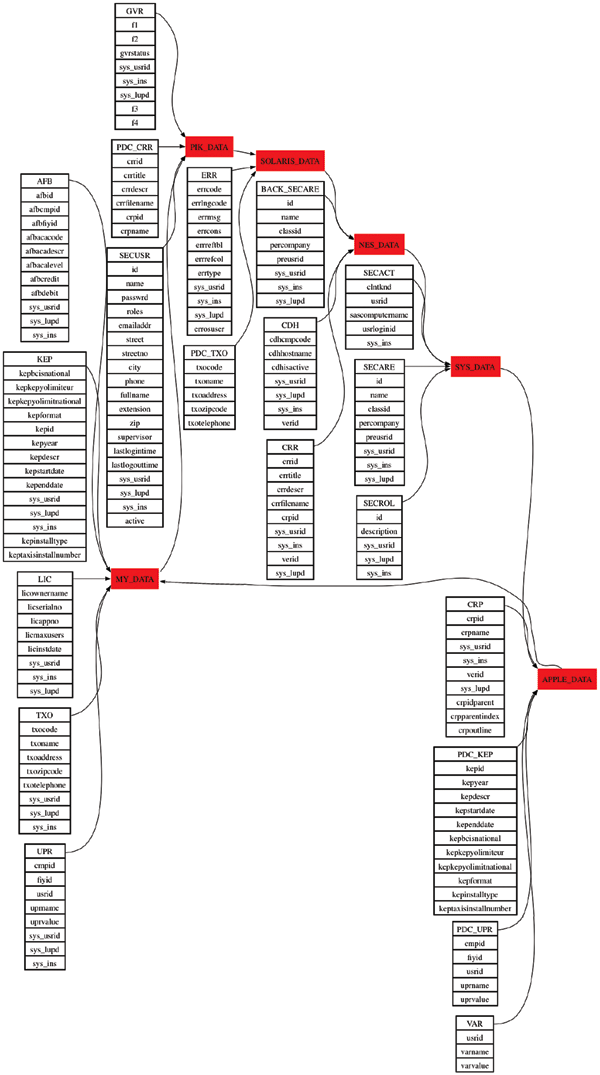 GVR
f1
f2
gvrstatus
sys_usrid
sys_ins
sys_lupd
f3
f4
PDC_CRR
crrid
crrtitle
crrdescr
crrfilename
crpid
crpname
PIK_DATA
SOLARIS_DATA
AFB
afbid
afbcmpid
afbfiyid
afbacacode
afbacadescr
afbacalevel
afbcredit
afbdebit
sys_usrid
sys_lupd
sys_ins
ERR
errcode
errlngcode
errmsg
errcons
errreftbl
errrefcol
errtype
sys_usrid
sys_ins
sys_lupd
errosuser
BACK_SECARE
id
name
classid
percompany
preusrid
sys_usrid
sys_ins
sys_lupd
NES_DATA
SECUSR
id
name
passwrd
roles
emailaddr
street
streetno
city
phone
fullname
extension
zip
supervisor
lastlogintime
lastlogouttime
sys_usrid
sys_lupd
sys_ins
active
SECACT
clntknd
usrid
sascomputername
usrloginid
sys_ins
CDH
cdhcmpcode
cdhhostname
cdhisactive
sys_usrid
sys_lupd
sys_ins
verid
PDC_TXO
txocode
txoname
txoaddress
txozipcode
txotelephone
KEP
kepbcisnational
kepkepyolimiteur
kepkepyolimitnational
kepformat
kepid
kepyear
kepdescr
kepstartdate
kependdate
sys_usrid
sys_lupd
sys_ins
kepinstalltype
keptaxisinstallnumber
SECARE
id
name
classid
percompany
preusrid
sys_usrid
sys_ins
sys_lupd
SYS_DATA
CRR
crrid
crrtitle
crrdescr
crrfilename
crpid
sys_usrid
sys_ins
verid
sys_lupd
SECROL
id
description
sys_usrid
sys_lupd
sys_ins
LIC
licownername
licserialno
licappno
licmaxusers
licinstdate
sys_usrid
sys_ins
sys_lupd
MY_DATA
CRP
crpid
crpname
sys_usrid
sys_ins
verid
sys_lupd
crpidparent
crpparentindex
crpoutline
APPLE_DATA
TXO
txocode
txoname
txoaddress
txozipcode
txotelephone
sys_usrid
sys_lupd
sys_ins
PDC_KEP
kepid
kepyear
kepdescr
kepstartdate
kependdate
kepbcisnational
kepkepyolimiteur
kepkepyolimitnational
kepformat
kepinstalltype
keptaxisinstallnumber
UPR
cmpid
fiyid
usrid
uprname
uprvalue
sys_usrid
sys_lupd
sys_ins
PDC_UPR
cmpid
fiyid
usrid
uprname
uprvalue
VAR
usrid
varname
varvalue